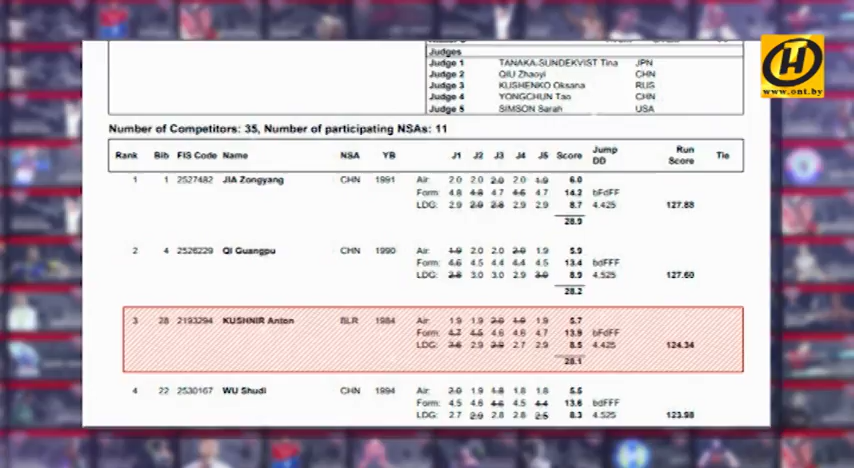 Judges
Judge 1 TANAKA-SUNDEKVIST Tina JPN
Judge 2 QIU Zhaoyi CHN
Judge 3 KUSHENKO Oksana RUS
Judge 4 YONGCHUN Tao CHN
Judge 5 SIMSON Sarah USA
www.ont.by
Number of Competitors: 35, Number of participating NSAs: 11
Rank Bib FIS Code Name NSA YB J1 J2 J3 J4 J5 Score Jump DD Run Score Tie
1 1 2527482 JIA Zongyang CHN 1991 Air: 2.0 2.0 2.0 2.0 1.9 6.0
Form: 4.8 4.8 4.7 4.6 4.7 14.2 bFdFF
LDG: 2.9 2.9 2.8 2.9 2.9 8.7 4.425 127.88
28.9
2 4 2526229 QI Guangpu CHN 1990 Air: 1.9 2.0 2.0 2.0 1.9 5.9
Form: 4.6 4.5 4.4 4.4 4.5 13.4 bdFFF
LDG: 2.8 3.0 3.0 2.9 3.0 8.9 4.525 127.60
28.2
3 28 2193294 KUSHNIR Anton BLR 1984 Air: 1.9 1.9 2.0 1.9 1.9 5.7
Form: 4.7 4.5 4.6 4.6 4.7 13.9 bFdFF
LDG: 2.9 2.7 2.9 8.5 4.425 124.34
28.1
4 22 2530167 WU Shudi CHN 1994 Air: 2.0 1.9 1.8 1.8 1.8 5.5
Form: 4.5 4.6 4.6 4.5 4.4 13.6 bdFFF
LDG: 2.7 2.9 2.8 2.8 2.5 8.3 4.525 123.98